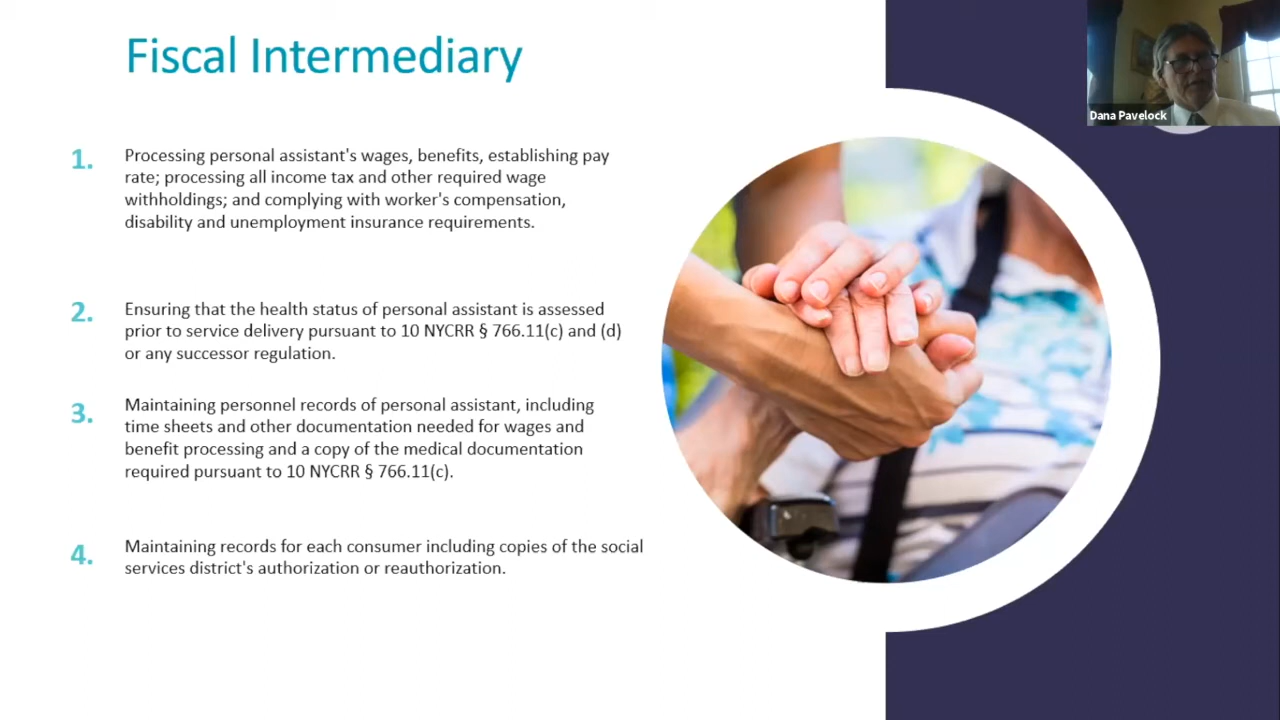 Fiscal Intermediary
Dana Pavelock
1.
Processing personal assistant's wages, benefits, establishing pay
rate; processing all income tax and other required wage
withholdings; and complying with worker's compensation,
disability and unemployment insurance requirements.
2.
Ensuring that the health status of personal assistant is assessed
prior to service delivery pursuant to 10 NYCRR § 766.11(c) and (d)
or any successor regulation.
3.
Maintaining personnel records of personal assistant, including
time sheets and other documentation needed for wages and
benefit processing and a copy of the medical documentation
required pursuant to 10 NYCRR § 766.11(c).
4.
Maintaining records for each consumer including copies of the social
services district's authorization or reauthorization.